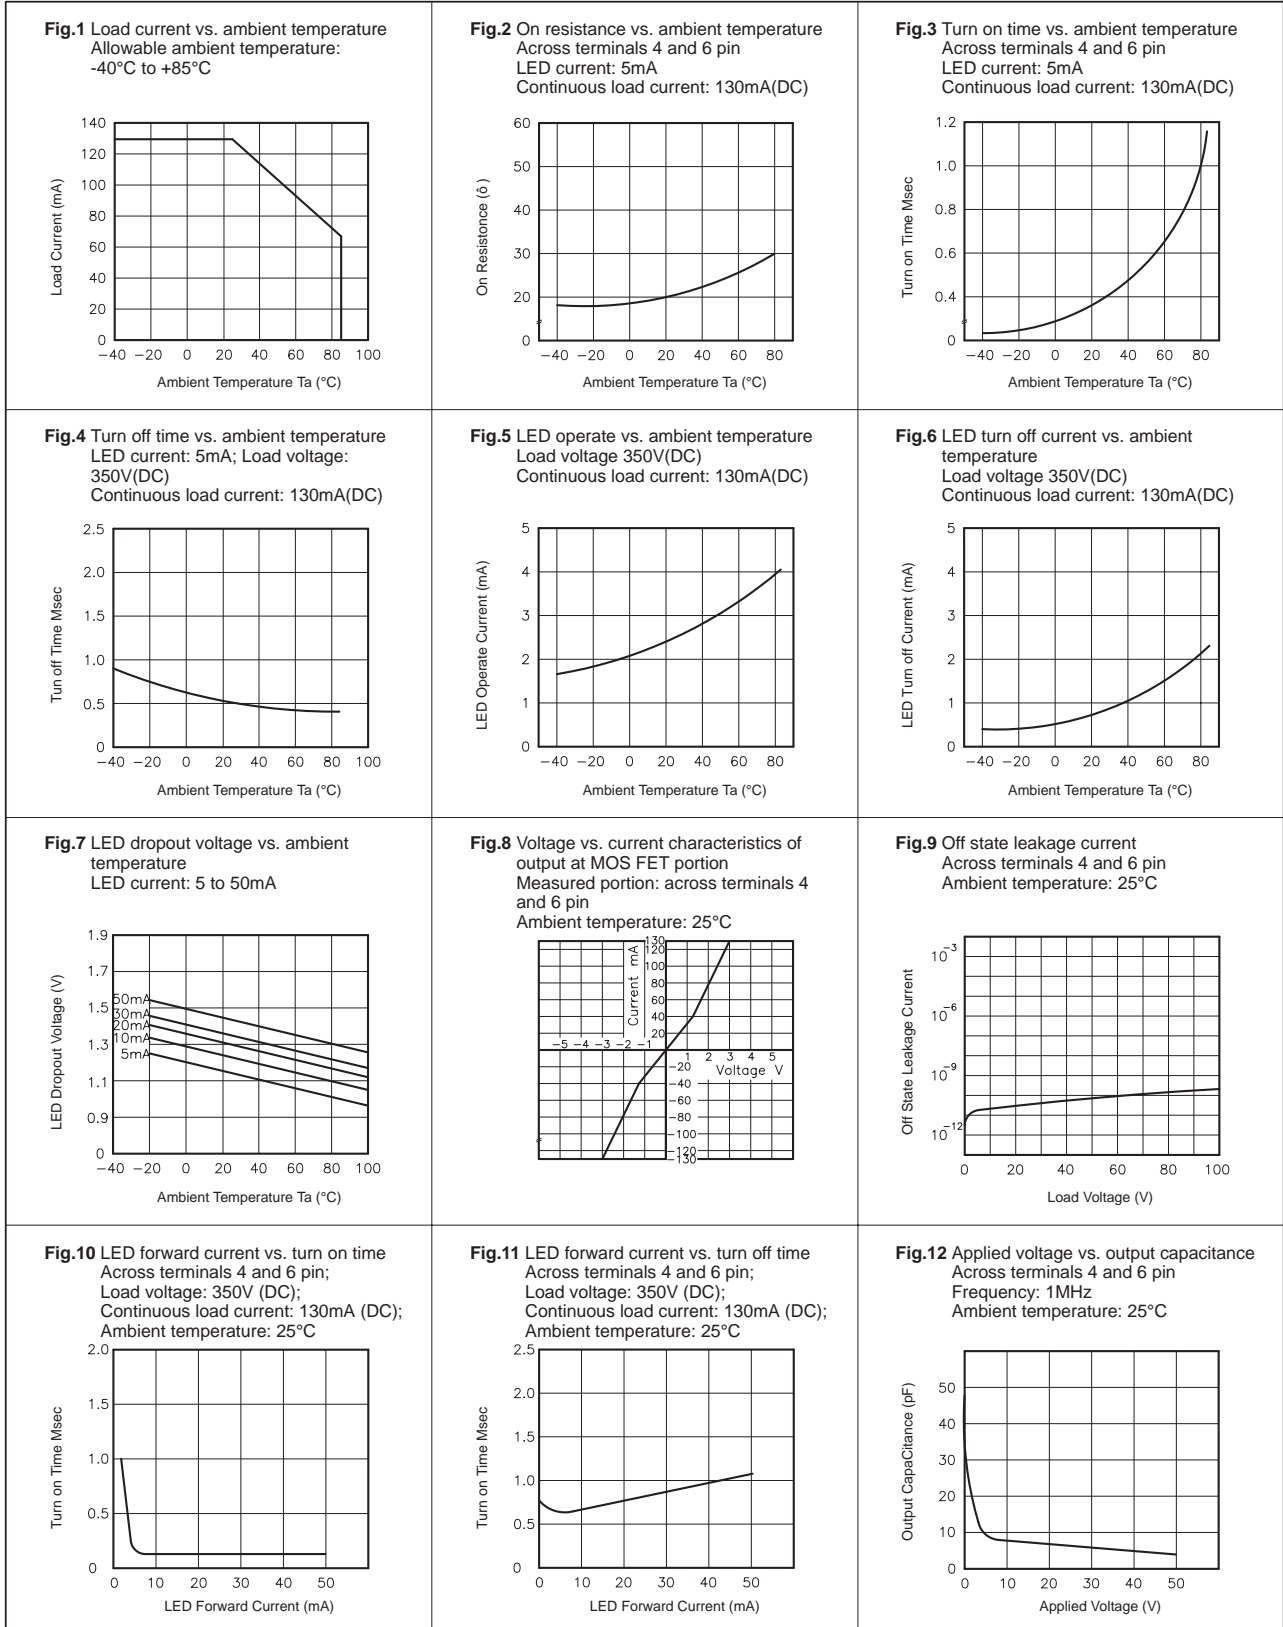 Fig.1 Load current vs. ambient temperature
Allowable ambient temperature:
-40°C to +85°C
140
120
100
80
60
40
20
0
Load Current (mA)
−40 −20 0 20 40 60 80 100
Ambient Temperature Ta (°C)
Fig.2 On resistance vs. ambient temperature
Across terminals 4 and 6 pin
LED current: 5mA
Continuous load current: 130mA(DC)
60
50
40
30
20
0
On Resistonce (ô)
−40 −20 0 20 40 60 80
Ambient Temperature Ta (°C)
Fig.3 Turn on time vs. ambient temperature
Across terminals 4 and 6 pin
LED current: 5mA
Continuous load current: 130mA(DC)
1.2
1.0
0.8
0.6
0.4
0
Turn on Time Msec
−40 −20 0 20 40 60 80
Ambient Temperature Ta (°C)
Fig.4 Turn off time vs. ambient temperature
LED current: 5mA; Load voltage:
350V(DC)
Continuous load current: 130mA(DC)
2.5
2.0
1.5
1.0
0.5
0
Tun off Time Msec
−40 −20 0 20 40 60 80 100
Ambient Temperature Ta (°C)
Fig.5 LED operate vs. ambient temperature
Load voltage 350V(DC)
Continuous load current: 130mA(DC)
5
4
3
2
1
0
LED Operate Current (mA)
−40 −20 0 20 40 60 80
Ambient Temperature Ta (°C)
Fig.6 LED turn off current vs. ambient
temperature
Load voltage 350V(DC)
Continuous load current: 130mA(DC)
5
4
3
2
1
0
LED Turn off Current (mA)
−40 −20 0 20 40 60 80
Ambient Temperature Ta (°C)
Fig.7 LED dropout voltage vs. ambient
temperature
LED current: 5 to 50mA
1.9
1.7
1.5
1.3
1.1
0.9
0
LED Dropout Voltage (V)
50mA
30mA
20mA
10mA
5mA
−40 −20 0 20 40 60 80 100
Ambient Temperature Ta (°C)
Fig.8 Voltage vs. current characteristics of
output at MOS FET portion
Measured portion: across terminals 4
and 6 pin
Ambient temperature: 25°C
130
120
100
80
60
40
20
Current mA
−5 −4 −3 −2 −1
1 2 3 4 5
Voltage V
−20
−40
−60
−80
−100
−120
−130
Fig.9 Off state leakage current
Across terminals 4 and 6 pin
Ambient temperature: 25°C
10−3
10−6
10−9
10−12
Off State Leakage Current
0 20 40 60 80 100
Load Voltage (V)
Fig.10 LED forward current vs. turn on time
Across terminals 4 and 6 pin;
Load voltage: 350V (DC);
Continuous load current: 130mA (DC);
Ambient temperature: 25°C
2.0
1.5
1.0
0.5
0
Turn on Time Msec
0 10 20 30 40 50
LED Forward Current (mA)
Fig.11 LED forward current vs. turn off time
Across terminals 4 and 6 pin;
Load voltage: 350V (DC);
Continuous load current: 130mA (DC);
Ambient temperature: 25°C
2.5
2.0
1.5
1.0
0.5
0
Turn on Time Msec
0 10 20 30 40 50
LED Forward Current (mA)
Fig.12 Applied voltage vs. output capacitance
Across terminals 4 and 6 pin
Frequency: 1MHz
Ambient temperature: 25°C
50
40
30
20
10
0
Output CapaCitance (pF)
0 10 20 30 40 50
Applied Voltage (V)